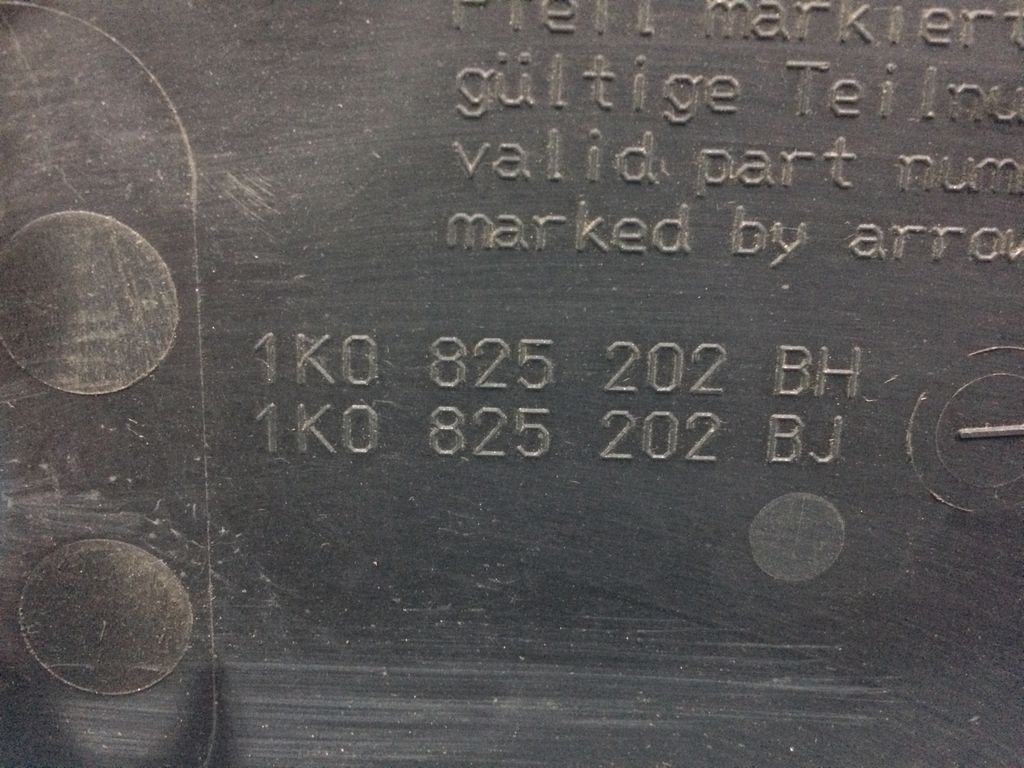 Pfeil markiert
gültige Teilnu
valid part num
marked by arrow
1K0 825 202 BH
1K0 825 202 BJ